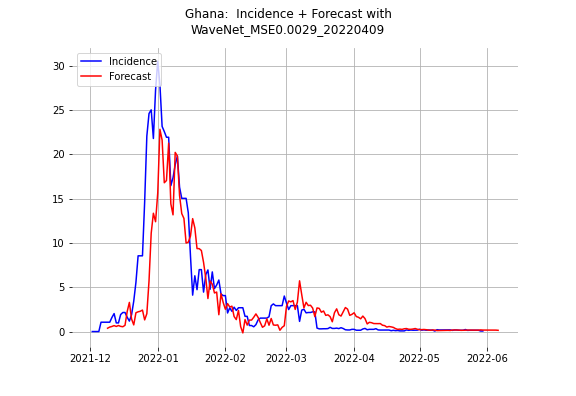 Ghana:  Incidence + Forecast with
WaveNet_MSE0.0029_20220409
Incidence
Forecast
30
25
20
15
10
5
0
2021-12 2022-01 2022-02 2022-03 2022-04 2022-05 2022-06